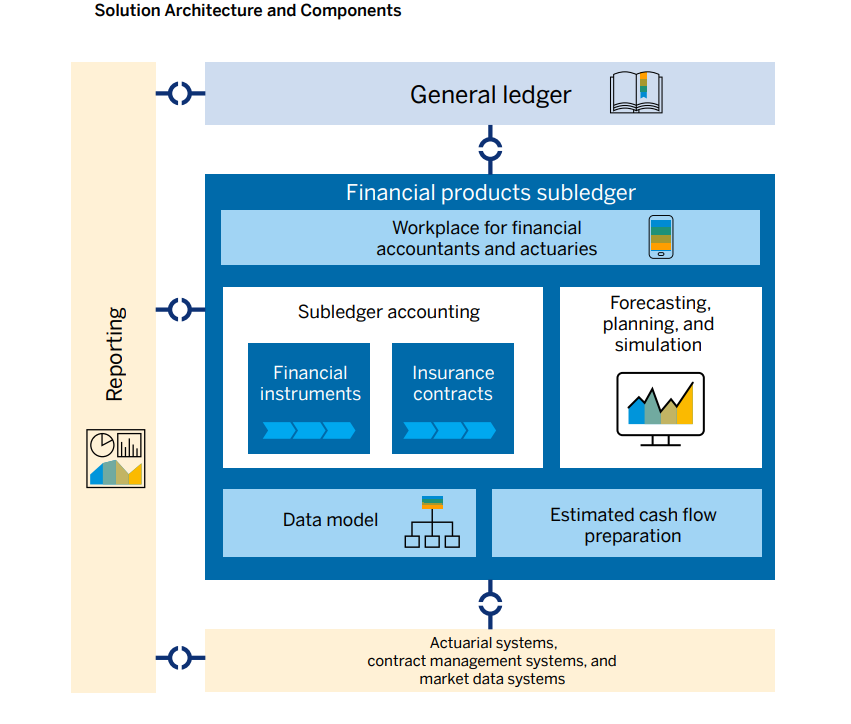 Solution Architecture and Components
General ledger
Financial products subledger
Workplace for financial
accountants and actuaries
Subledger accounting
Financial
instruments
Insurance
contracts
Forecasting,
planning, and
simulation
Data model
Estimated cash flow
preparation
Reporting
Actuarial systems,
contract management systems, and
market data systems